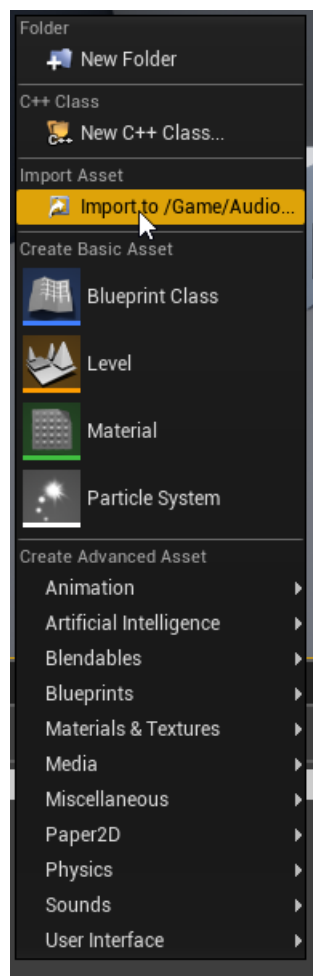 Folder
New Folder
C++ Class
C++
New C++ Class...
Import Asset
Import to /Game/Audio...
Create Basic Asset
Blueprint Class
Level
Material
Particle System
Create Advanced Asset
Animation
Artificial Intelligence
Blendables
Blueprints
Materials & Textures
Media
Miscellaneous
Paper2D
Physics
Sounds
User Interface